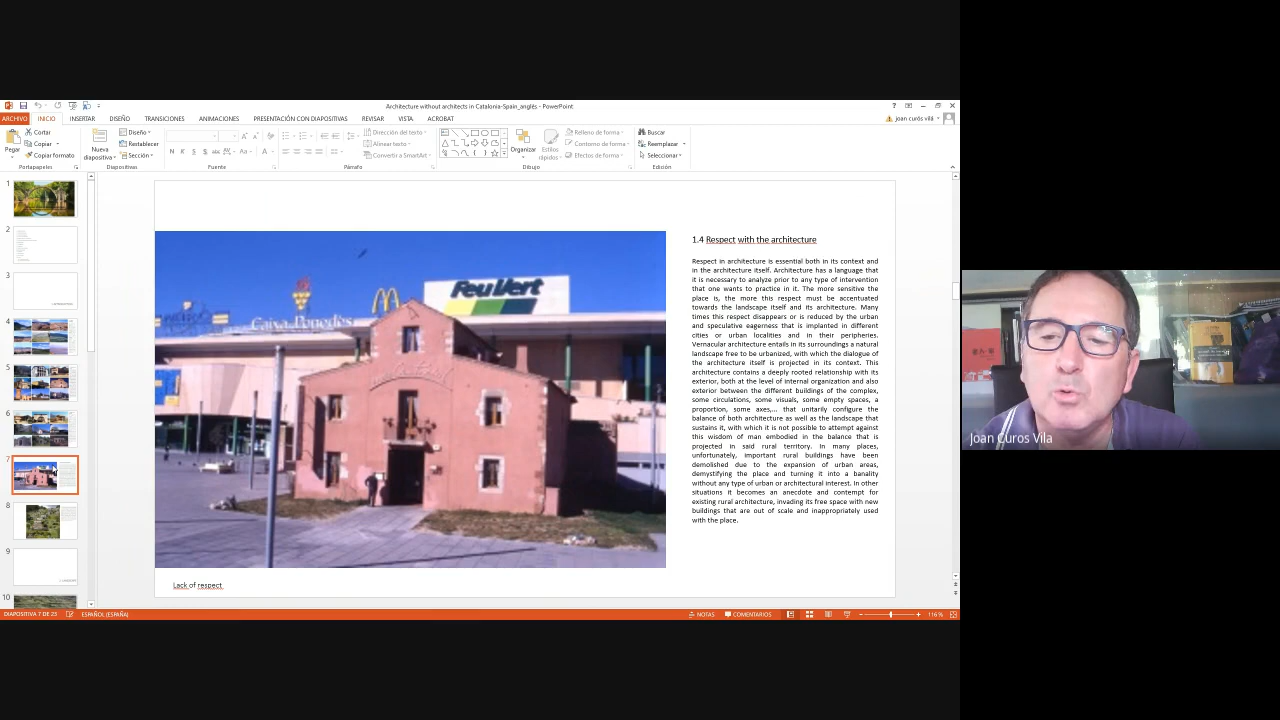 Architecture without architects in Catalonia-Spain_anglès - PowerPoint
ARCHIVO INICIO INSERTAR DISEÑO TRANSICIONES ANIMACIONES PRESENTACIÓN CON DIAPOSITIVAS REVISAR VISTA ACROBAT
joan curós vilà
Pegar
Cortar
Copiar
Copiar formato
Portapapeles
Nueva diapositiva
Diseño
Restablecer
Sección
Diapositivas
N K S
Fuente
Dirección del texto
Alinear texto
Convertir a SmartArt
Párrafo
Organizar
Estilos rápidos
Relleno de forma
Contorno de forma
Efectos de forma
Dibujo
Buscar
Reemplazar
Seleccionar
Edición
1
2
3
4
5
6
7
8
9
10
FeuVert
Caixa Penedès
1.4 Respect with the architecture
Respect in architecture is essential both in its context and
in the architecture itself. Architecture has a language that
it is necessary to analyze prior to any type of intervention
that one wants to practice in it. The more sensitive the
place is, the more this respect must be accentuated
towards the landscape itself and its architecture. Many
times this respect disappears or is reduced by the urban
and speculative eagerness that is implanted in different
cities or urban localities and in their peripheries.
Vernacular architecture entails in its surroundings a natural
landscape free to be urbanized, with which the dialogue of
the architecture itself is projected in its context. This
architecture contains a deeply rooted relationship with its
exterior, both at the level of internal organization and also
exterior between the different buildings of the complex,
some circulations, some visuals, some empty spaces, a
proportion, some axes,... that unitarily configure the
balance of both architecture as well as the landscape that
sustains it, with which it is not possible to attempt against
this wisdom of man embodied in the balance that is
projected in said rural territory. In many places,
unfortunately, important rural buildings have been
demolished due to the expansion of urban areas,
demystifying the place and turning it into a banality
without any type of urban or architectural interest. In other
situations it becomes an anecdote and contempt for
existing rural architecture, invading its free space with new
buildings that are out of scale and inappropriately used
with the place.
Lack of respect
DIAPOSITIVA 7 DE 25 ESPAÑOL (ESPAÑA) NOTAS COMENTARIOS 116 %
Joan Curos Vila